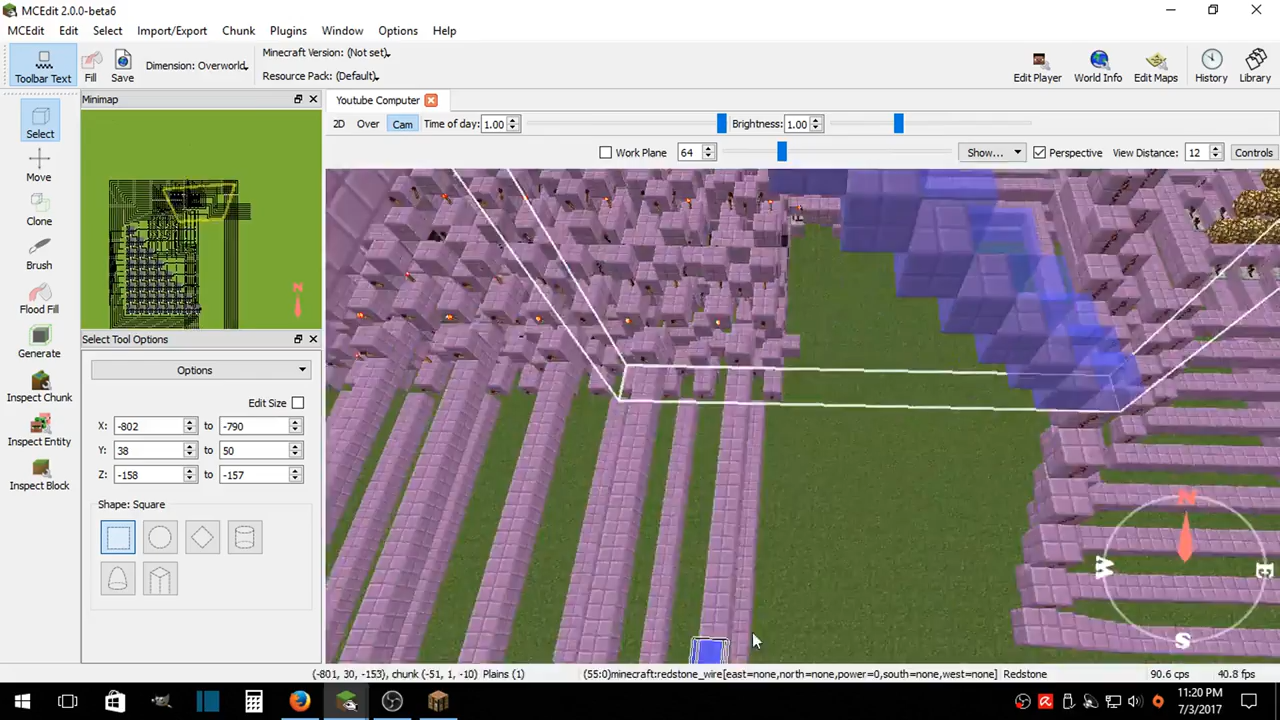 MCEdit 2.0.0-beta6
MCEdit Edit Select Import/Export Chunk Plugins Window Options Help
Toolbar Text
Fill
Save
Dimension: Overworld
Minecraft Version: (Not set)
Resource Pack: (Default)
Edit Player
World Info
Edit Maps
History
Library
Select
Move
Clone
Brush
Flood Fill
Generate
Inspect Chunk
Inspect Entity
Inspect Block
Minimap
N
Select Tool Options
Options
Edit Size
X: -802 to -790
Y: 38 to 50
Z: -158 to -157
Shape: Square
Youtube Computer
2D Over Cam Time of day: 1.00 Brightness: 1.00
Work Plane 64 Show... Perspective View Distance: 12 Controls
N
W
E
S
(-801, 30, -153), chunk (-51, 1, -10) Plains (1) (55:0)minecraft:redstone_wire[east=none,north=none,power=0,south=none,west=none] Redstone 90.6 cps 40.8 fps
11:20 PM
7/3/2017